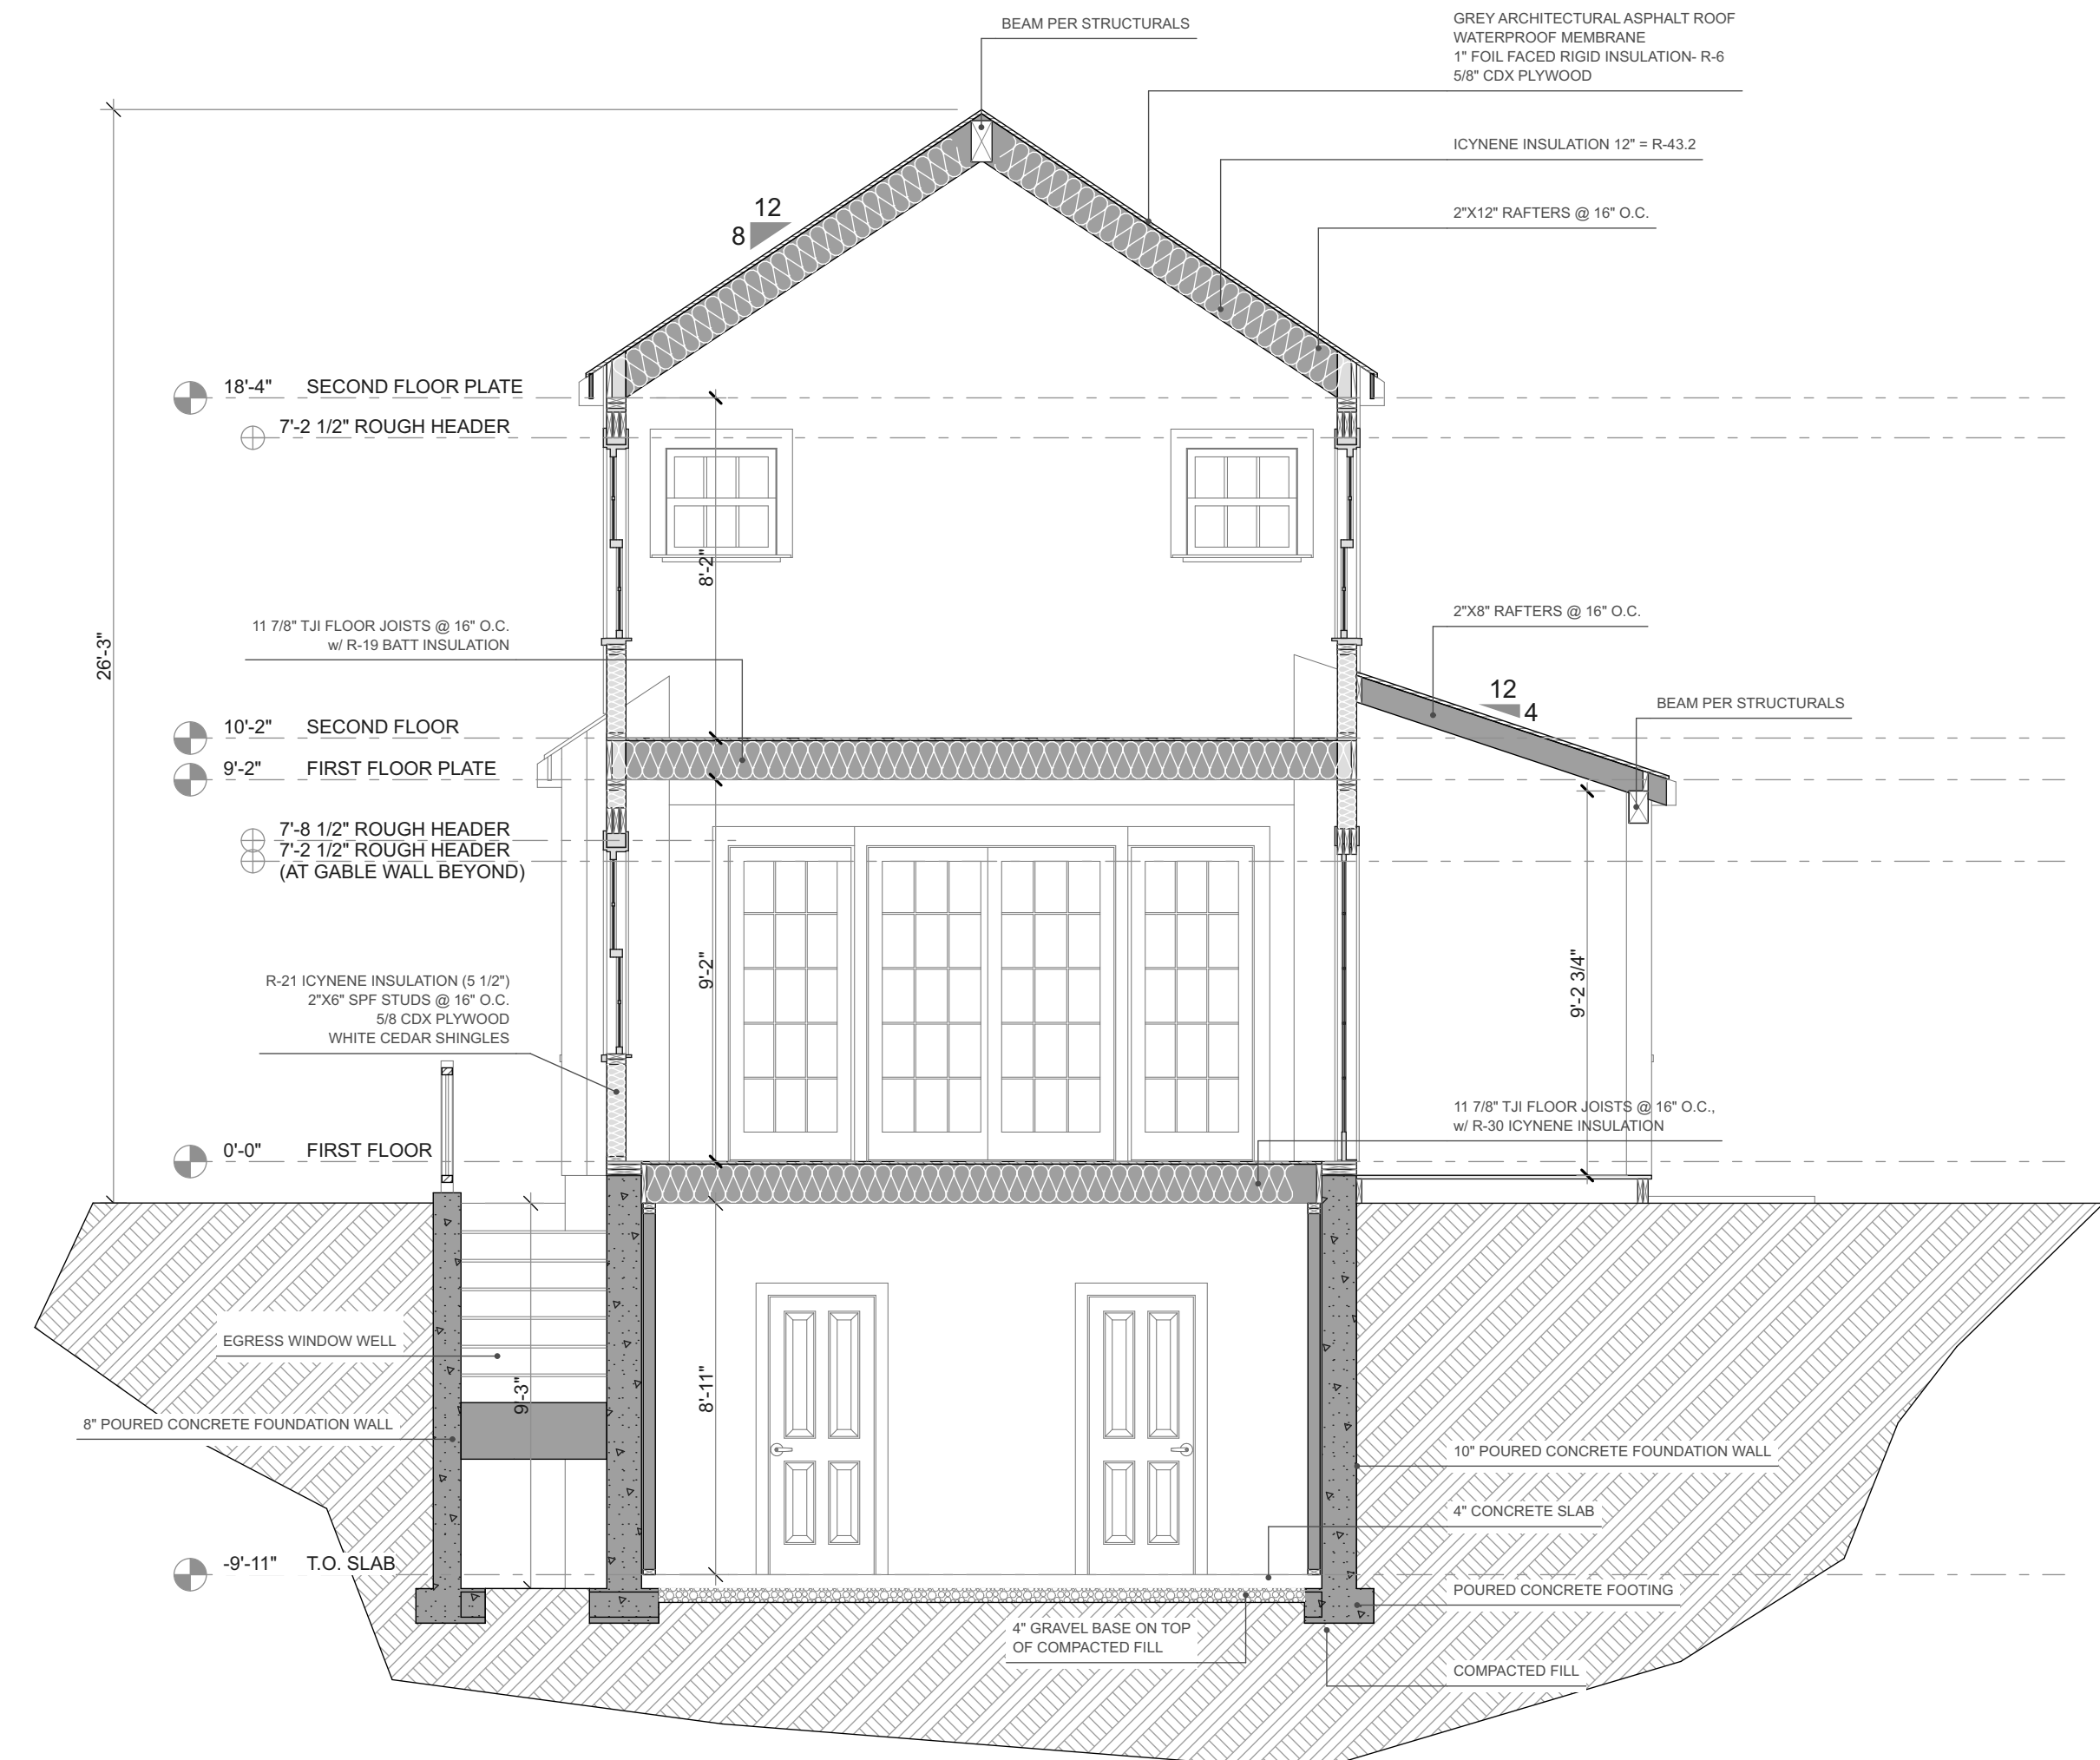 BEAM PER STRUCTURALS
GREY ARCHITECTURAL ASPHALT ROOF
WATERPROOF MEMBRANE
1" FOIL FACED RIGID INSULATION- R-6
5/8" CDX PLYWOOD
ICYNENE INSULATION 12" = R-43.2
2"X12" RAFTERS @ 16" O.C.
12
8
18'-4" SECOND FLOOR PLATE
7'-2 1/2" ROUGH HEADER
8'-2"
26'-3"
11 7/8" TJI FLOOR JOISTS @ 16" O.C.
w/ R-19 BATT INSULATION
2"X8" RAFTERS @ 16" O.C.
12
4
BEAM PER STRUCTURALS
10'-2" SECOND FLOOR
9'-2" FIRST FLOOR PLATE
7'-8 1/2" ROUGH HEADER
7'-2 1/2" ROUGH HEADER
(AT GABLE WALL BEYOND)
9'-2"
9'-2 3/4"
R-21 ICYNENE INSULATION (5 1/2")
2"X6" SPF STUDS @ 16" O.C.
5/8 CDX PLYWOOD
WHITE CEDAR SHINGLES
11 7/8" TJI FLOOR JOISTS @ 16" O.C.,
w/ R-30 ICYNENE INSULATION
0'-0" FIRST FLOOR
EGRESS WINDOW WELL
9'-3"
8'-11"
8" POURED CONCRETE FOUNDATION WALL
10" POURED CONCRETE FOUNDATION WALL
4" CONCRETE SLAB
-9'-11" T.O. SLAB
POURED CONCRETE FOOTING
4" GRAVEL BASE ON TOP
OF COMPACTED FILL
COMPACTED FILL